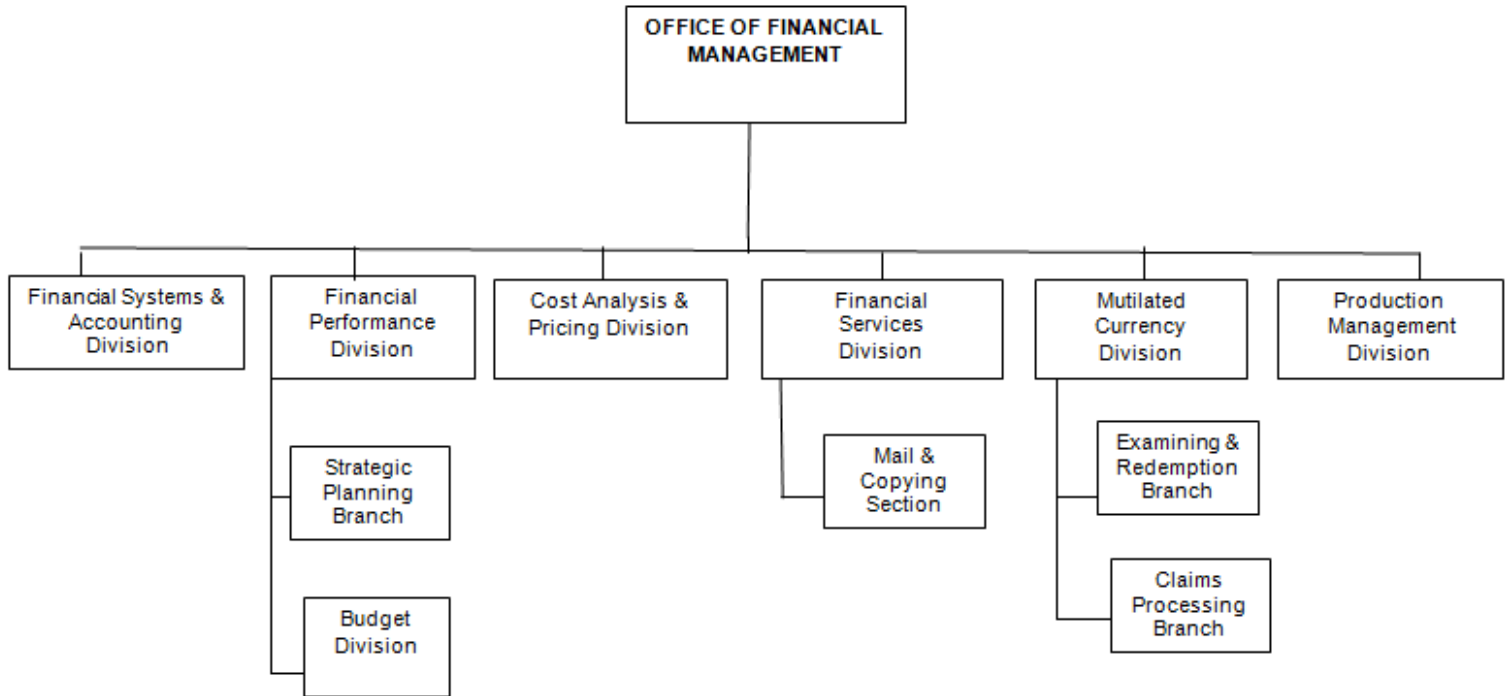 OFFICE OF FINANCIAL
MANAGEMENT
Financial Systems &
Accounting
Division
Financial
Performance
Division
Cost Analysis &
Pricing Division
Financial
Services
Division
Mutilated
Currency
Division
Production
Management
Division
Strategic
Planning
Branch
Mail &
Copying
Section
Examining &
Redemption
Branch
Budget
Division
Claims
Processing
Branch